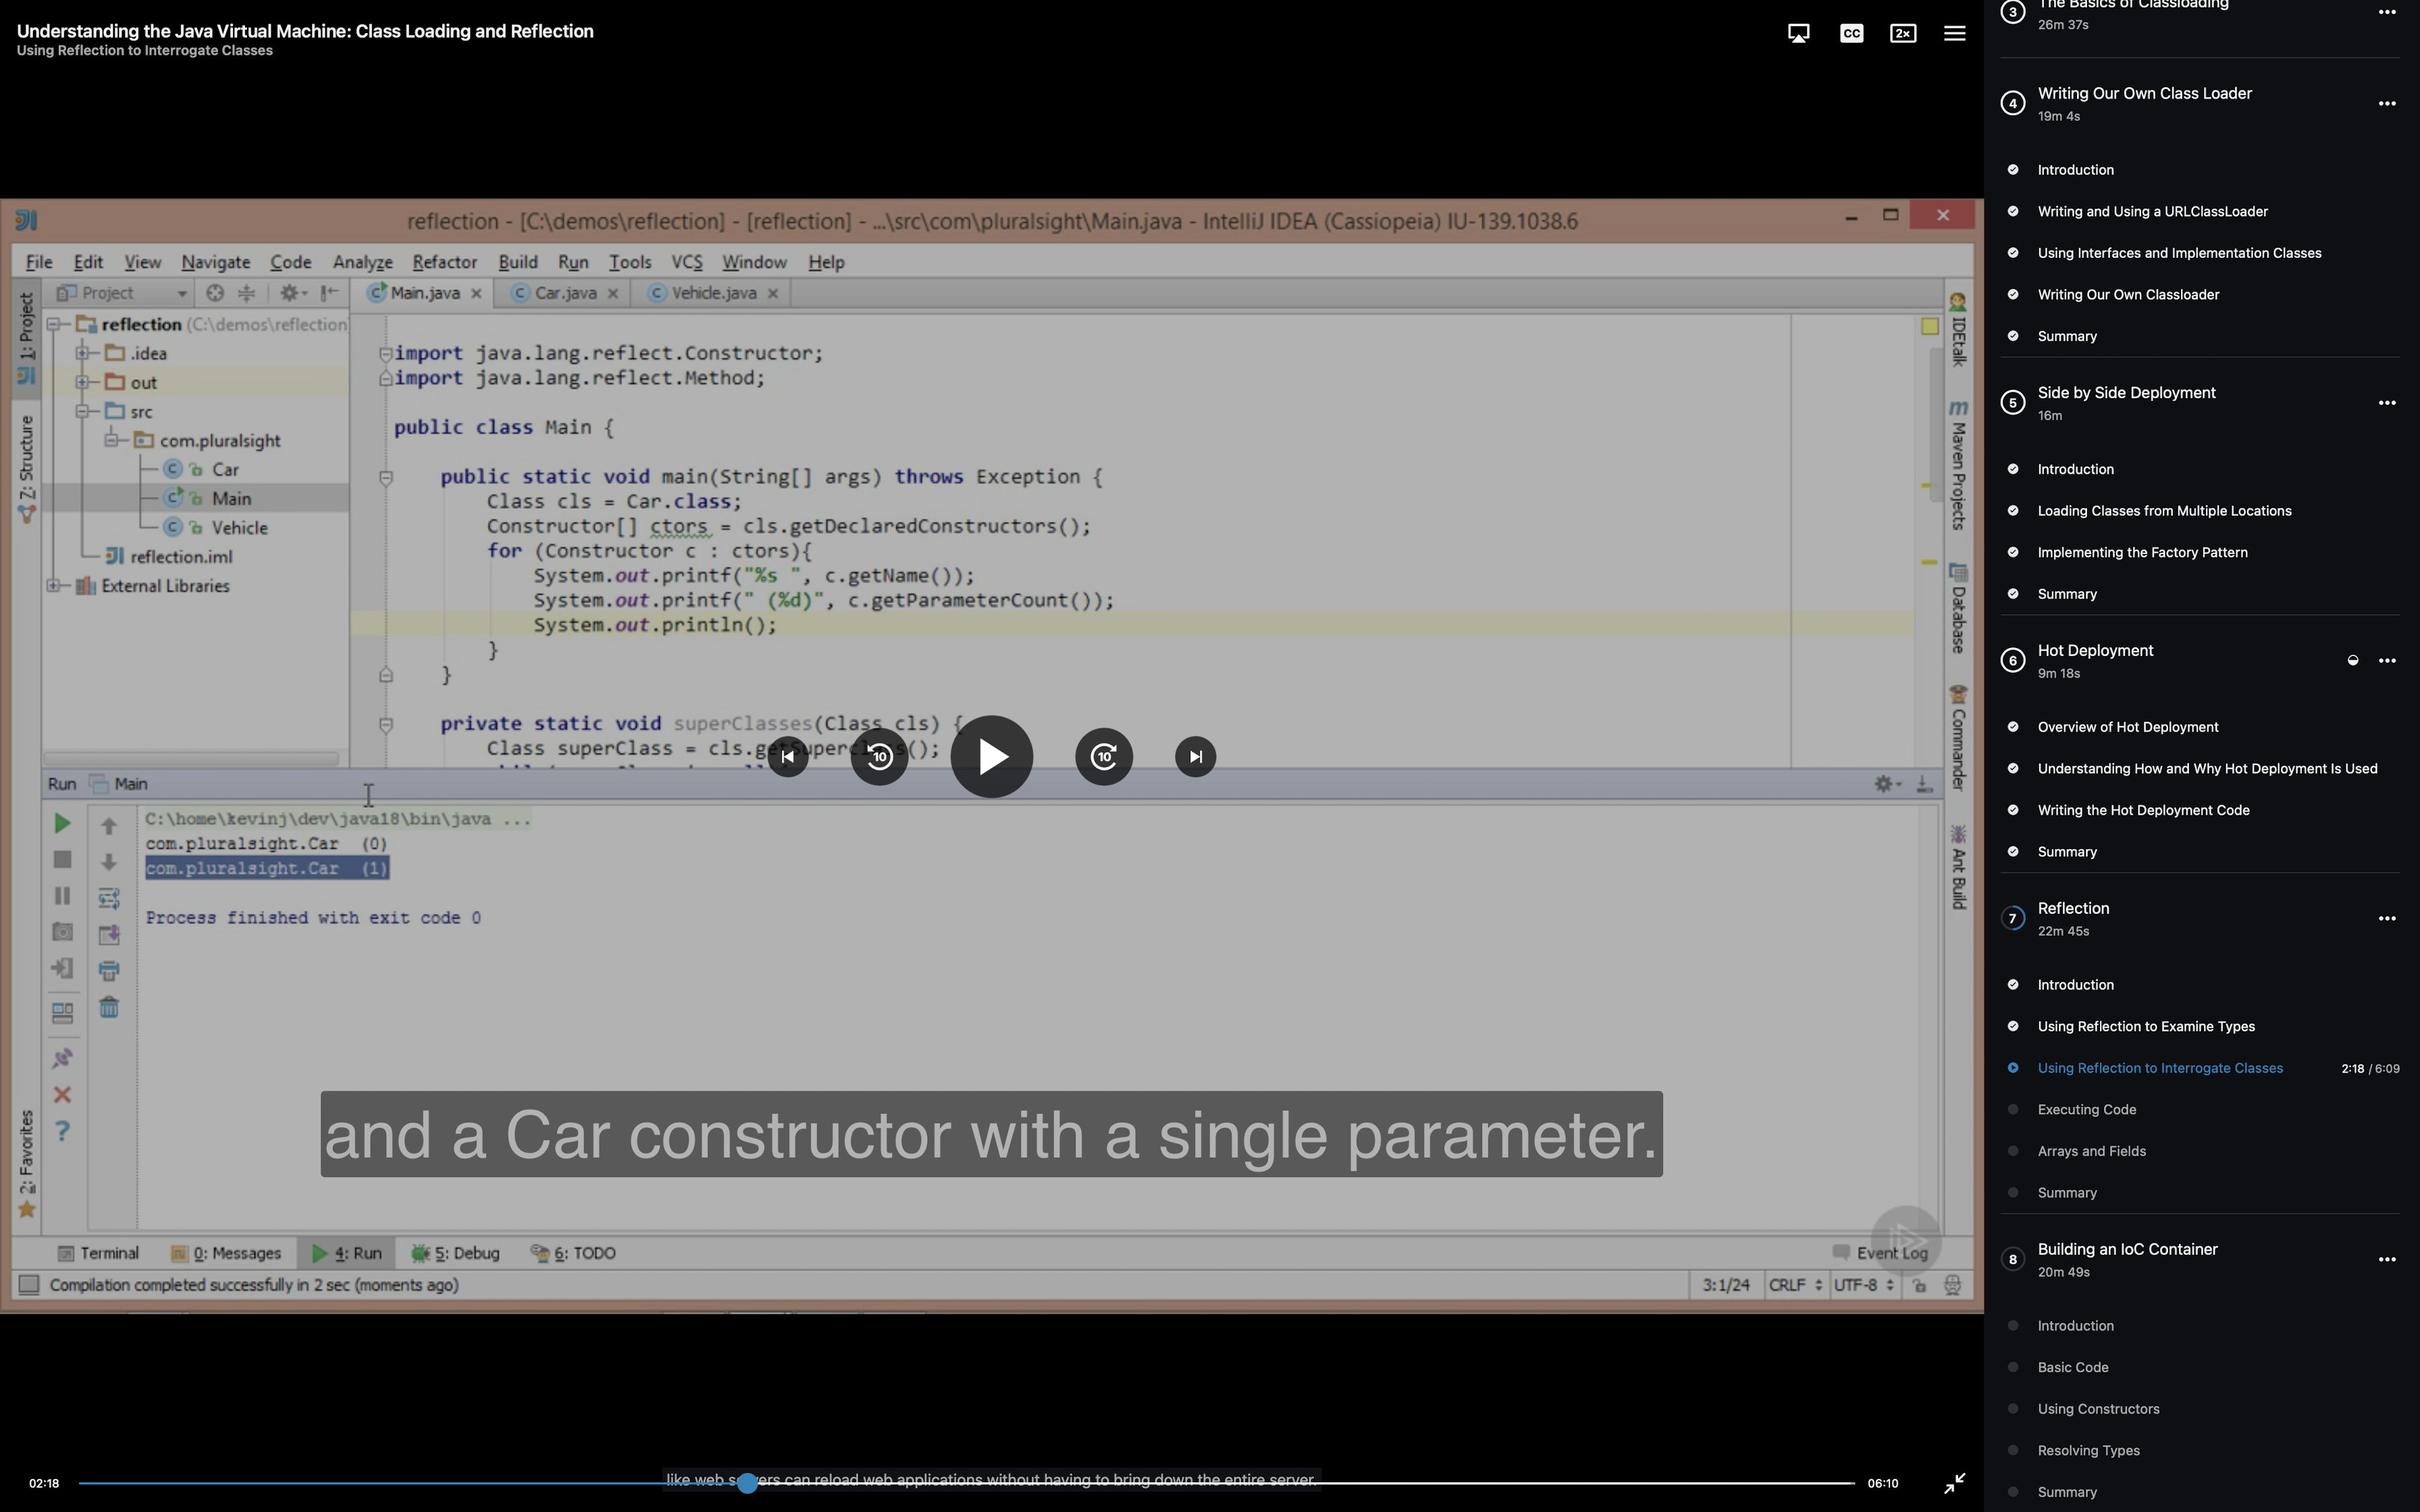 Understanding the Java Virtual Machine: Class Loading and Reflection
Using Reflection to Interrogate Classes
CC
2x
reflection - [C:\demos\reflection] - [reflection] - ...\src\com\pluralsight\Main.java - IntelliJ IDEA (Cassiopeia) IU-139.1038.6
File Edit View Navigate Code Analyze Refactor Build Run Tools VCS Window Help
Project
Main.java
Car.java
Vehicle.java
1: Project
Z: Structure
2: Favorites
reflection (C:\demos\reflection
.idea
out
src
com.pluralsight
Car
Main
Vehicle
reflection.iml
External Libraries
import java.lang.reflect.Constructor;
import java.lang.reflect.Method;
public class Main {
public static void main(String[] args) throws Exception {
Class cls = Car.class;
Constructor[] ctors = cls.getDeclaredConstructors();
for (Constructor c : ctors){
System.out.printf("%s ", c.getName());
System.out.printf(" (%d)", c.getParameterCount());
System.out.println();
}
}
private static void superClasses(Class cls) {
Class superClass = cls.getSuperclass();
IDEtalk
Maven Projects
Database
Commander
Ant Build
10
10
Run Main
C:\home\kevinj\dev\java18\bin\java ...
com.pluralsight.Car (0)
com.pluralsight.Car (1)
Process finished with exit code 0
and a Car constructor with a single parameter.
Terminal 0: Messages 4: Run 5: Debug 6: TODO Event Log
Compilation completed successfully in 2 sec (moments ago)
3:1/24 CRLF UTF-8
02:18
like web servers can reload web applications without having to bring down the entire server.
06:10
3
The Basics of Classloading
26m 37s
4
Writing Our Own Class Loader
19m 4s
Introduction
Writing and Using a URLClassLoader
Using Interfaces and Implementation Classes
Writing Our Own Classloader
Summary
5
Side by Side Deployment
16m
Introduction
Loading Classes from Multiple Locations
Implementing the Factory Pattern
Summary
6
Hot Deployment
9m 18s
Overview of Hot Deployment
Understanding How and Why Hot Deployment Is Used
Writing the Hot Deployment Code
Summary
7
Reflection
22m 45s
Introduction
Using Reflection to Examine Types
Using Reflection to Interrogate Classes 2:18 / 6:09
Executing Code
Arrays and Fields
Summary
8
Building an IoC Container
20m 49s
Introduction
Basic Code
Using Constructors
Resolving Types
Summary